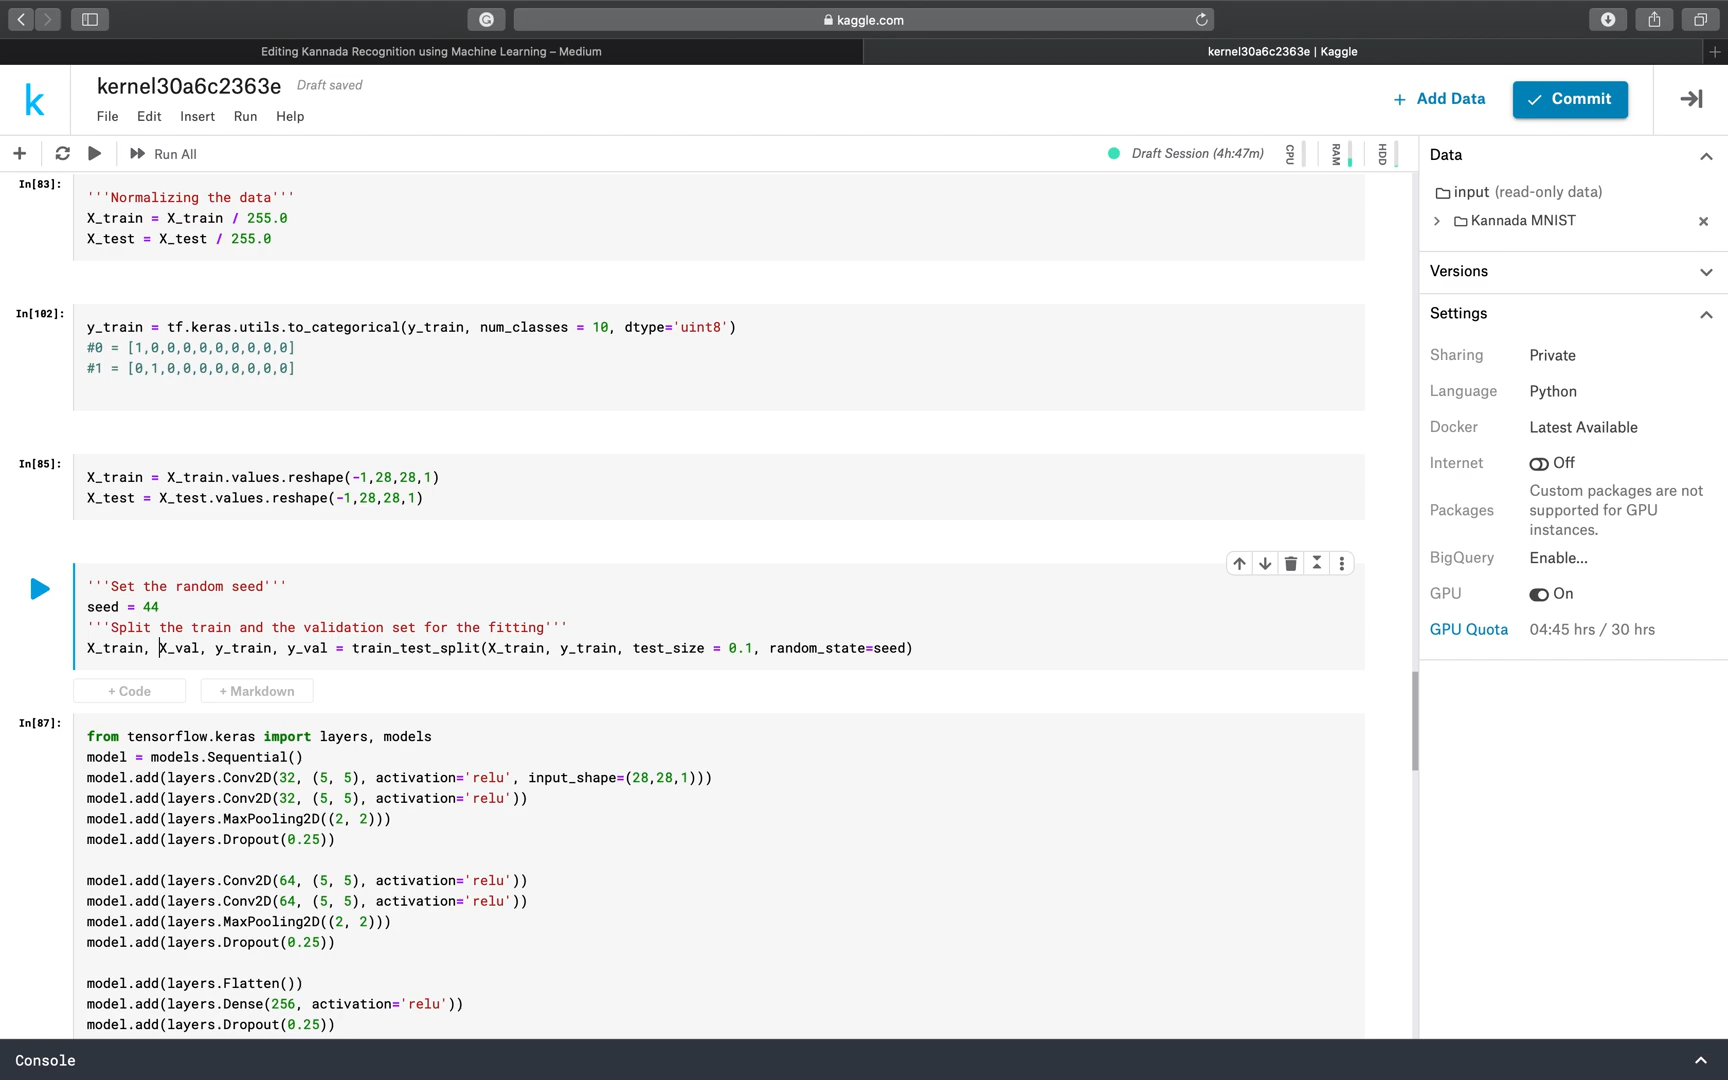 kaggle.com
Editing Kannada Recognition using Machine Learning – Medium
kernel30a6c2363e | Kaggle
k
kernel30a6c2363e
Draft saved
File Edit Insert Run Help
+ Add Data
Commit
Run All
Draft Session (4h:47m)
CPU
RAM
HDD
In[83]:
'''Normalizing the data'''
X_train = X_train / 255.0
X_test = X_test / 255.0
In[102]:
y_train = tf.keras.utils.to_categorical(y_train, num_classes = 10, dtype='uint8')
#0 = [1,0,0,0,0,0,0,0,0,0]
#1 = [0,1,0,0,0,0,0,0,0,0]
In[85]:
X_train = X_train.values.reshape(-1,28,28,1)
X_test = X_test.values.reshape(-1,28,28,1)
'''Set the random seed'''
seed = 44
'''Split the train and the validation set for the fitting'''
X_train, X_val, y_train, y_val = train_test_split(X_train, y_train, test_size = 0.1, random_state=seed)
+ Code
+ Markdown
In[87]:
from tensorflow.keras import layers, models
model = models.Sequential()
model.add(layers.Conv2D(32, (5, 5), activation='relu', input_shape=(28,28,1)))
model.add(layers.Conv2D(32, (5, 5), activation='relu'))
model.add(layers.MaxPooling2D((2, 2)))
model.add(layers.Dropout(0.25))
model.add(layers.Conv2D(64, (5, 5), activation='relu'))
model.add(layers.Conv2D(64, (5, 5), activation='relu'))
model.add(layers.MaxPooling2D((2, 2)))
model.add(layers.Dropout(0.25))
model.add(layers.Flatten())
model.add(layers.Dense(256, activation='relu'))
model.add(layers.Dropout(0.25))
Data
input (read-only data)
Kannada MNIST
Versions
Settings
Sharing Private
Language Python
Docker Latest Available
Internet Off
Packages Custom packages are not
supported for GPU
instances.
BigQuery Enable...
GPU On
GPU Quota 04:45 hrs / 30 hrs
Console